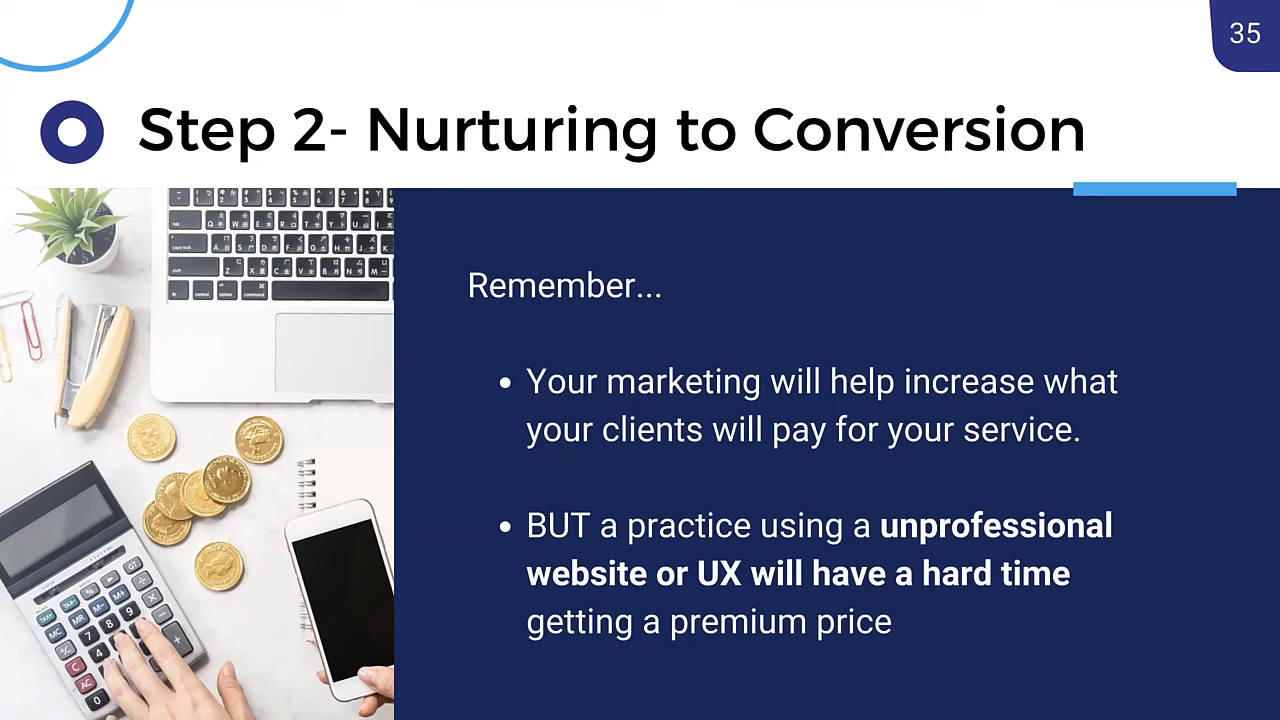 35
Step 2- Nurturing to Conversion
Remember...
Your marketing will help increase what
your clients will pay for your service.
BUT a practice using a unprofessional
website or UX will have a hard time
getting a premium price